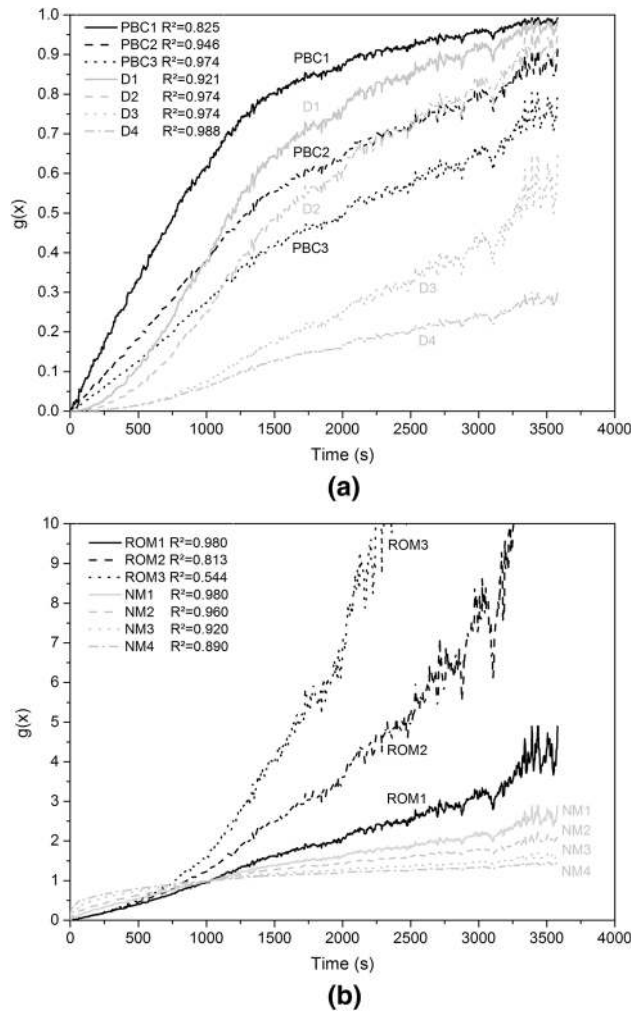 PBC1 R²=0.825
PBC2 R²=0.946
PBC3 R²=0.974
D1 R²=0.921
D2 R²=0.974
D3 R²=0.974
D4 R²=0.988
PBC1
D1
PBC2
D2
PBC3
D3
D4
g(x)
1.0
0.9
0.8
0.7
0.6
0.5
0.4
0.3
0.2
0.1
0.0
0 500 1000 1500 2000 2500 3000 3500 4000
Time (s)
(a)
ROM1 R²=0.980
ROM2 R²=0.813
ROM3 R²=0.544
NM1 R²=0.980
NM2 R²=0.960
NM3 R²=0.920
NM4 R²=0.890
ROM3
ROM2
ROM1
NM1
NM2
NM3
NM4
g(x)
10
9
8
7
6
5
4
3
2
1
0
0 500 1000 1500 2000 2500 3000 3500 4000
Time (s)
(b)